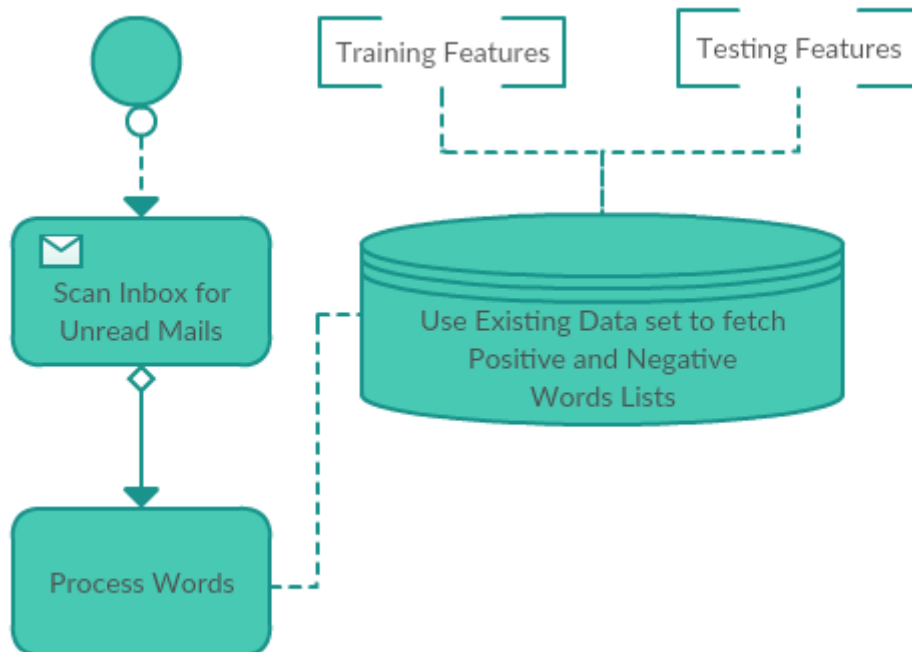 Training Features
Testing Features
Scan Inbox for
Unread Mails
Use Existing Data set to fetch
Positive and Negative
Words Lists
Process Words